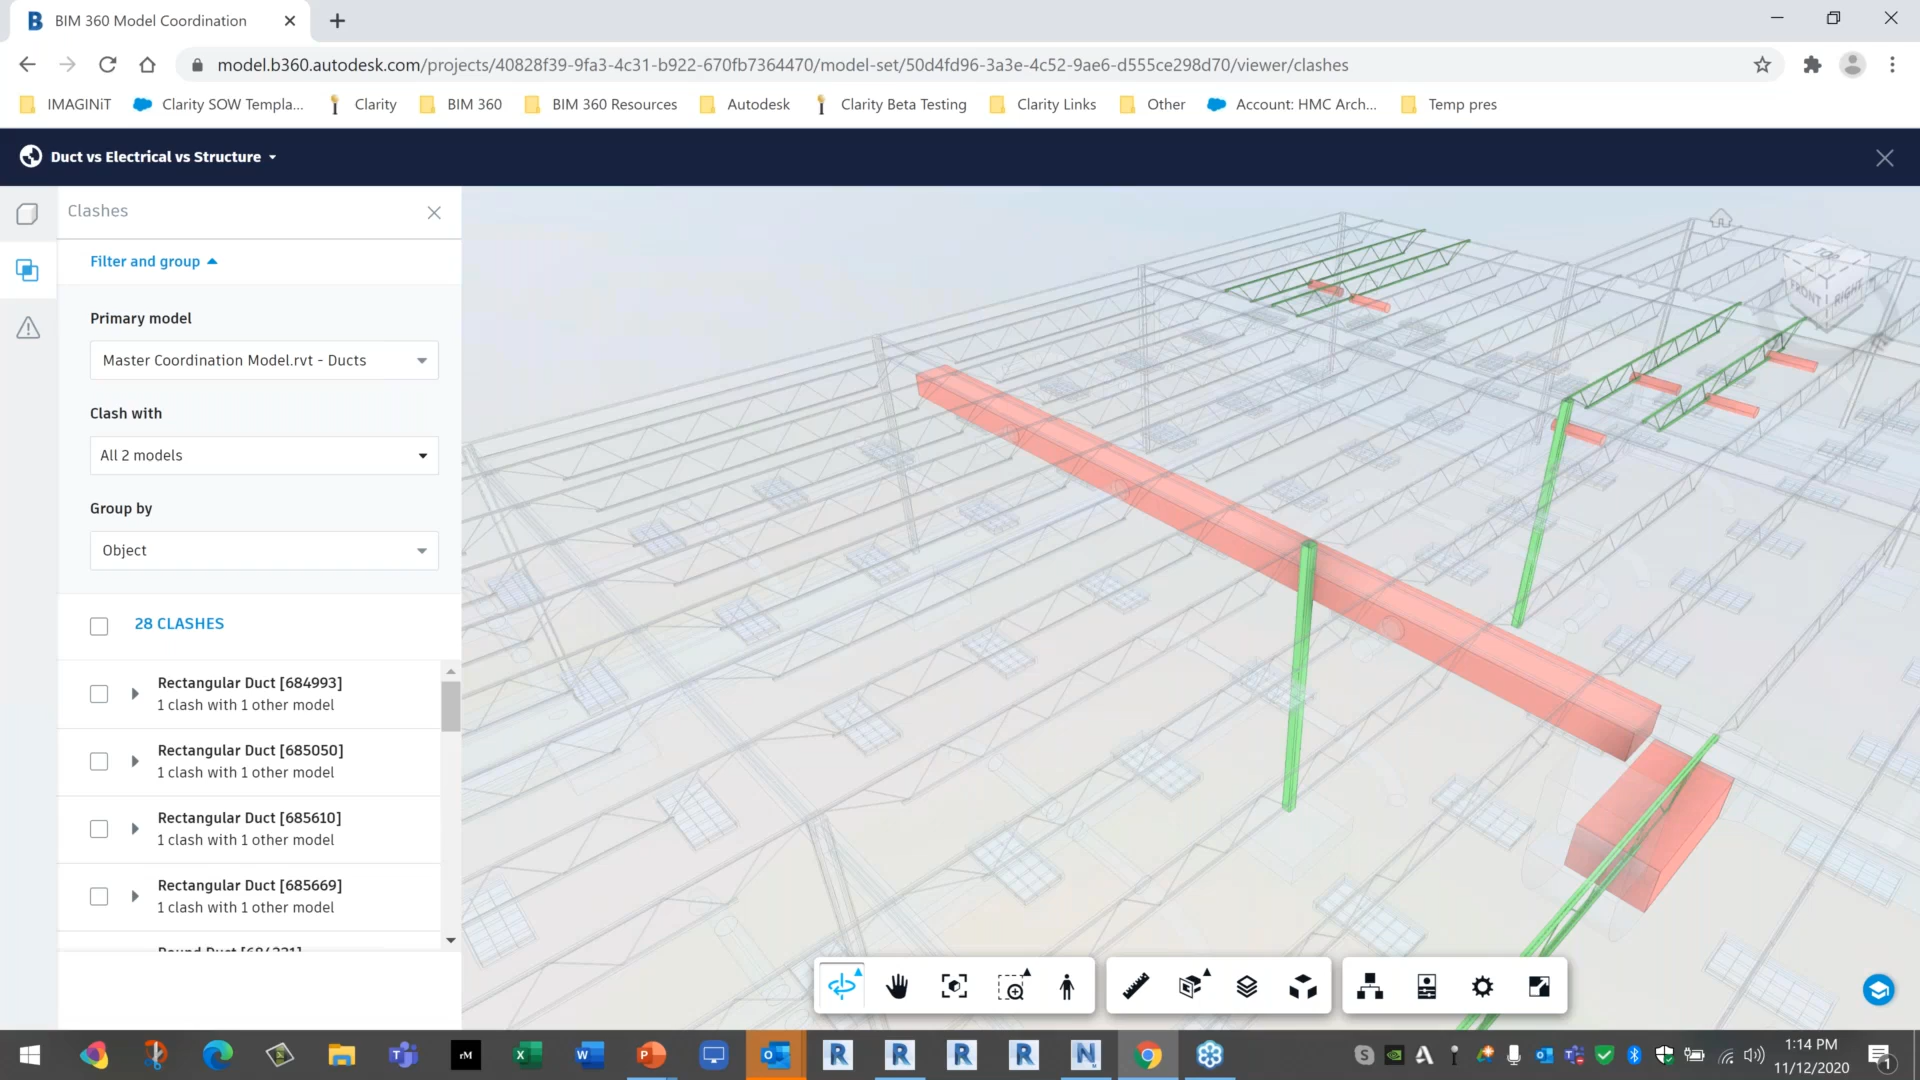 BIM 360 Model Coordination
model.b360.autodesk.com/projects/40828f39-9fa3-4c31-b922-670fb7364470/model-set/50d4fd96-3a3e-4c52-9ae6-d555ce298d70/viewer/clashes
IMAGINiT Clarity SOW Templa... Clarity BIM 360 BIM 360 Resources Autodesk Clarity Beta Testing Clarity Links Other Account: HMC Arch... Temp pres
Duct vs Electrical vs Structure
Clashes
Filter and group
Primary model
Master Coordination Model.rvt - Ducts
Clash with
All 2 models
Group by
Object
28 CLASHES
Rectangular Duct [684993]
1 clash with 1 other model
Rectangular Duct [685050]
1 clash with 1 other model
Rectangular Duct [685610]
1 clash with 1 other model
Rectangular Duct [685669]
1 clash with 1 other model
TOP
FRONT RIGHT
1:14 PM
11/12/2020
1